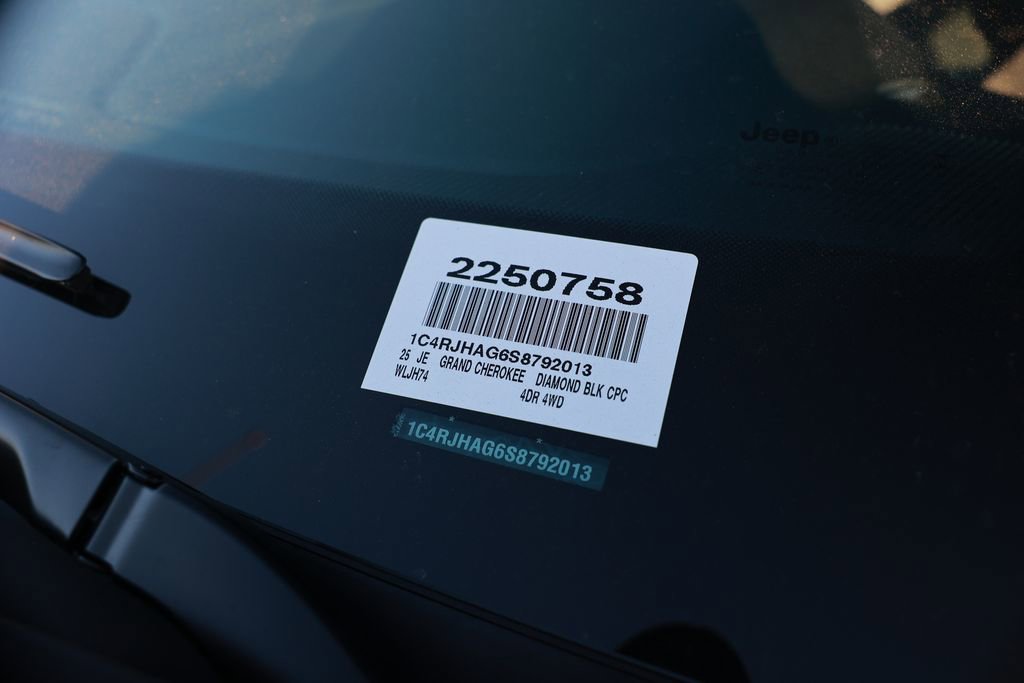 Jeep
2250758
1C4RJHAG6S8792013
25 JE GRAND CHEROKEE DIAMOND BLK CPC
WLJH74 4DR 4WD
1C4RJHAG6S8792013